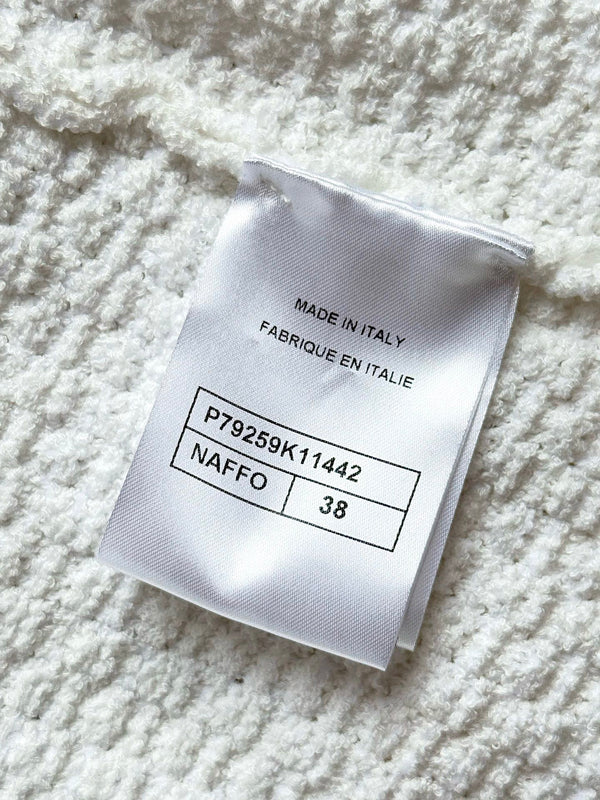 MADE IN ITALY
FABRIQUE EN ITALIE
P79259K11442
NAFFO 38